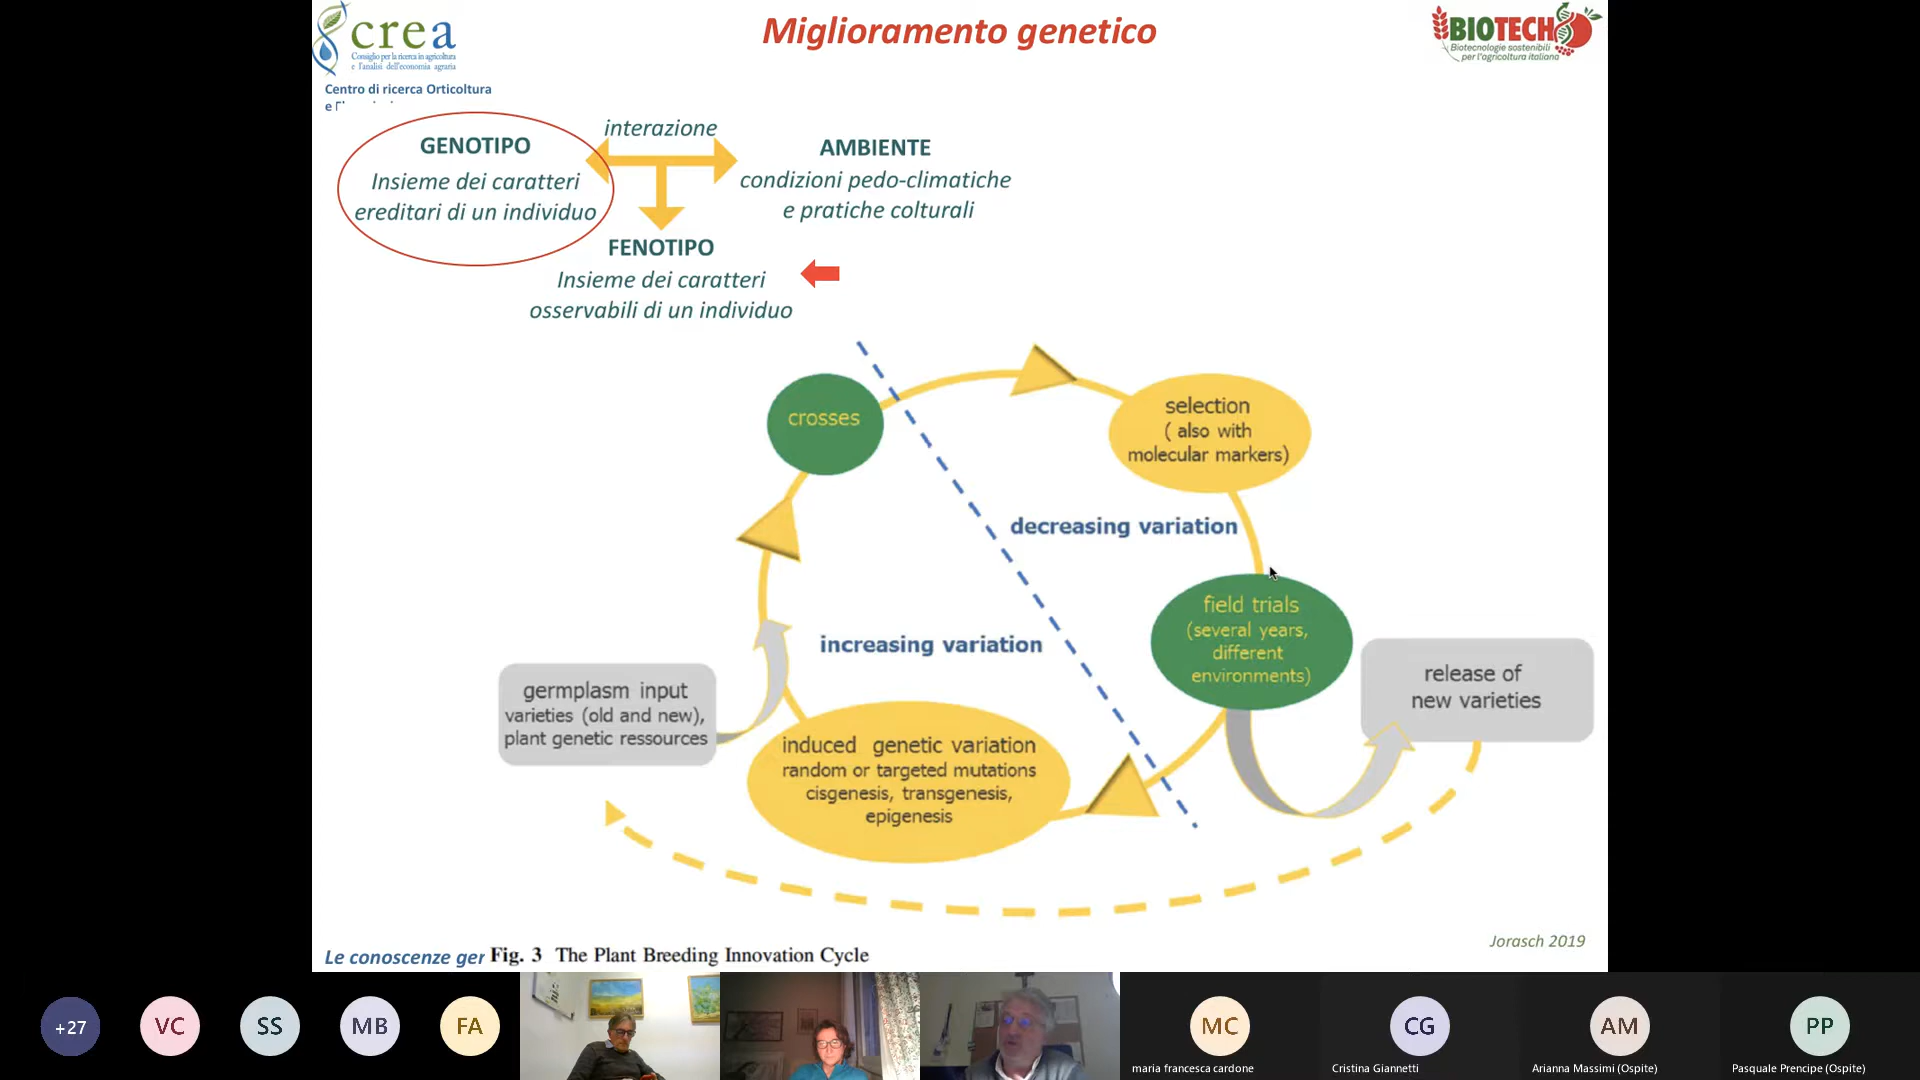 crea
Consiglio per la ricerca in agricoltura
e l'analisi dell'economia agraria
Centro di ricerca Orticoltura
e
Miglioramento genetico
BIOTECH
Biotecnologie sostenibili
per l'agricoltura italiana
GENOTIPO
Insieme dei caratteri
ereditari di un individuo
interazione
AMBIENTE
condizioni pedo-climatiche
e pratiche colturali
FENOTIPO
Insieme dei caratteri
osservabili di un individuo
crosses
selection
( also with
molecular markers)
decreasing variation
increasing variation
field trials
(several years,
different
environments)
release of
new varieties
germplasm input
varieties (old and new),
plant genetic ressources
induced genetic variation
random or targeted mutations
cisgenesis, transgenesis,
epigenesis
Jorasch 2019
Le conoscenze ger
Fig. 3 The Plant Breeding Innovation Cycle
+27
VC
SS
MB
FA
MC
maria francesca cardone
CG
Cristina Giannetti
AM
Arianna Massimi (Ospite)
PP
Pasquale Prencipe (Ospite)